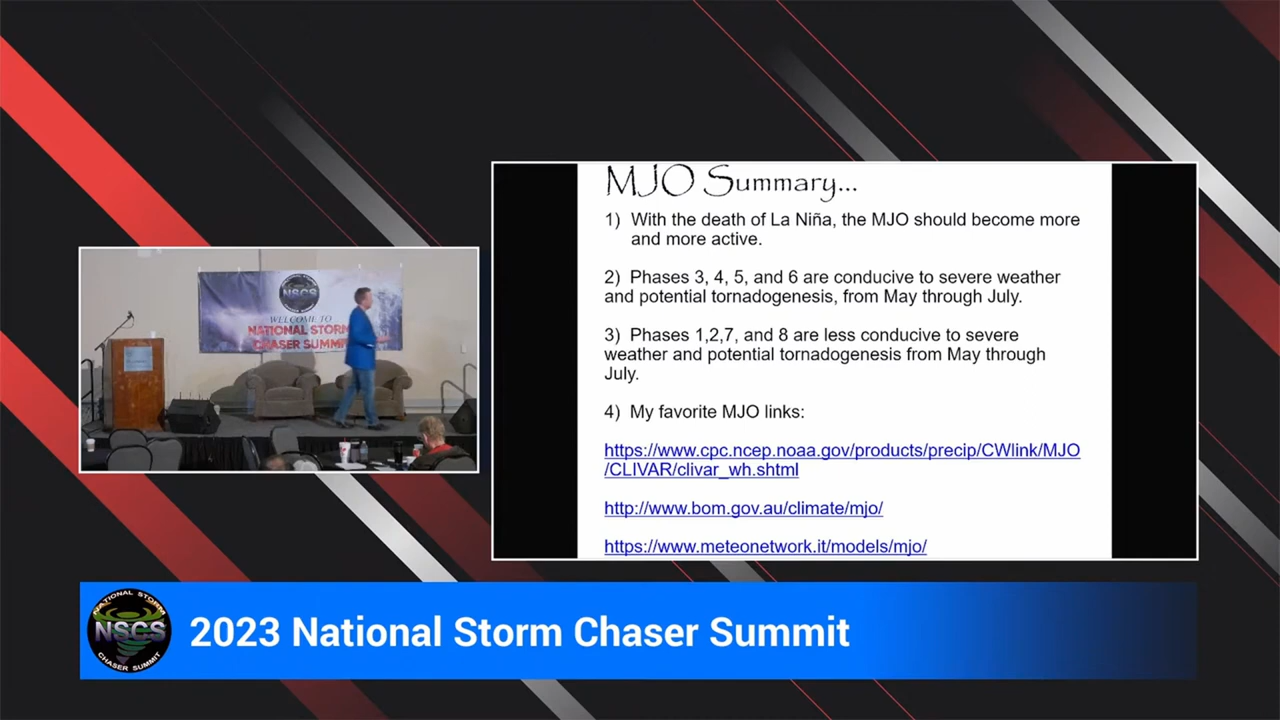 MJO Summary...
1) With the death of La Niña, the MJO should become more
and more active.
2) Phases 3, 4, 5, and 6 are conducive to severe weather
and potential tornadogenesis, from May through July.
3) Phases 1,2,7, and 8 are less conducive to severe
weather and potential tornadogenesis from May through
July.
4) My favorite MJO links:
https://www.cpc.ncep.noaa.gov/products/precip/CWlink/MJO
/CLIVAR/clivar_wh.shtml
http://www.bom.gov.au/climate/mjo/
https://www.meteonetwork.it/models/mjo/
NSCS
WELCOME TO
NATIONAL STORM
CHASER SUMMIT
NATIONAL STORM
NSCS
CHASER SUMMIT
2023 National Storm Chaser Summit